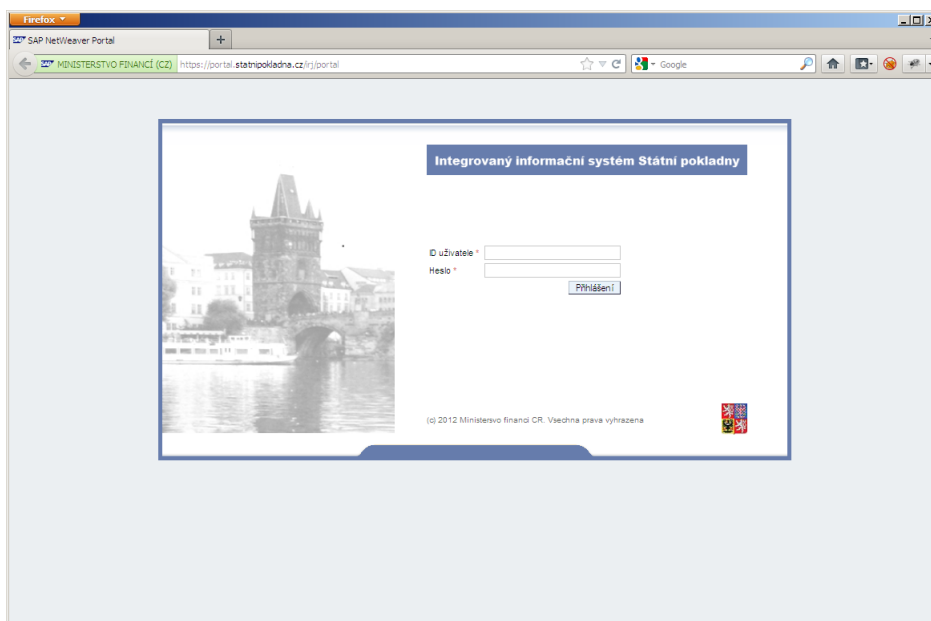 Firefox
SAP NetWeaver Portal
MINISTERSTVO FINANCÍ (CZ) https://portal.statnipokladna.cz/irj/portal Google
Integrovaný informační systém Státní pokladny
ID uživatele *
Heslo *
Přihlášení
(c) 2012 Ministersvo financi CR. Vsechna prava vyhrazena